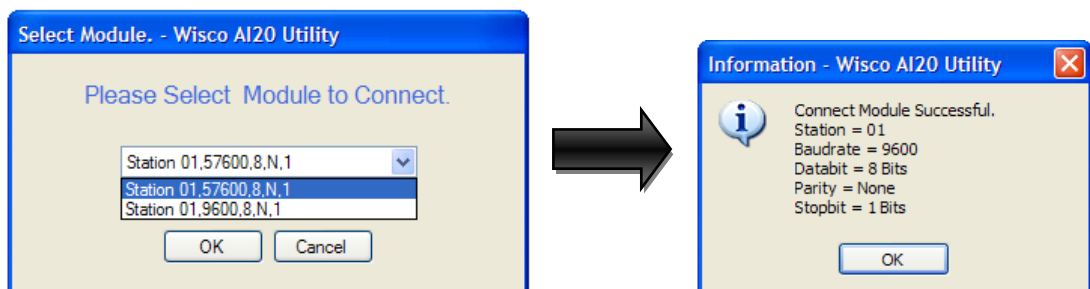 Select Module. - Wisco AI20 Utility
Please Select Module to Connect.
Station 01,57600,8,N,1
Station 01,57600,8,N,1
Station 01,9600,8,N,1
OK
Cancel
Information - Wisco AI20 Utility
Connect Module Successful.
Station = 01
Baudrate = 9600
Databit = 8 Bits
Parity = None
Stopbit = 1 Bits
OK